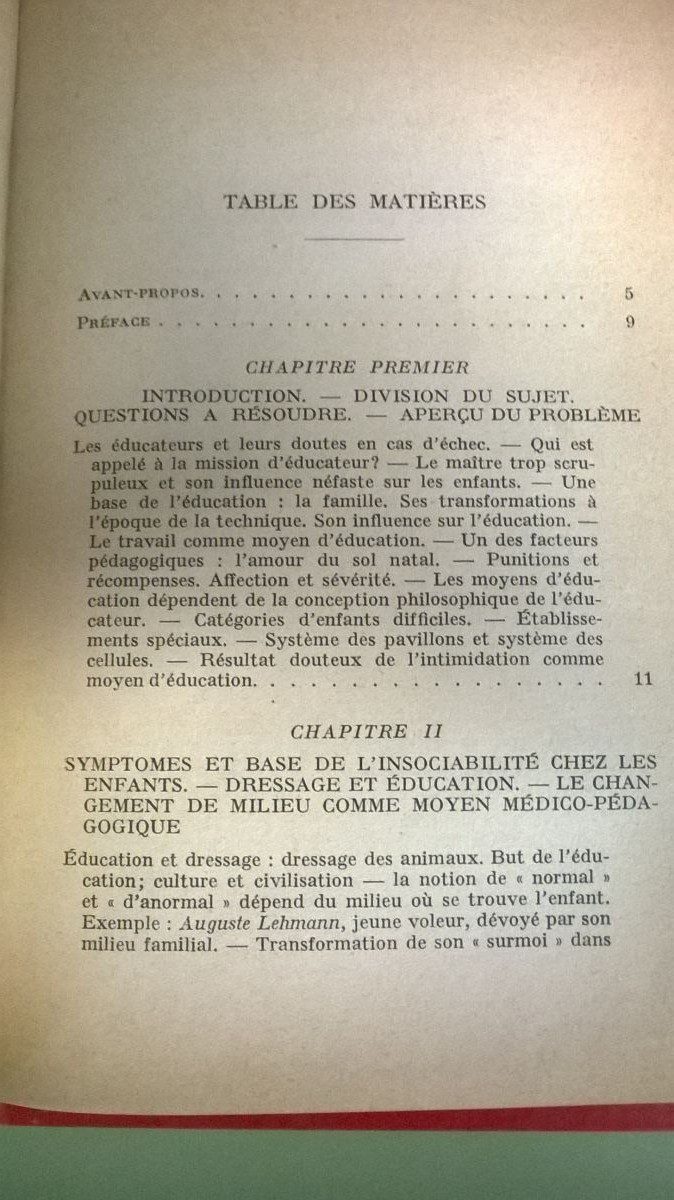 TABLE DES MATIÈRES
AVANT-PROPOS. . . . . . . . . . . . . . . . . . . . . . 5
PRÉFACE . . . . . . . . . . . . . . . . . . . . . . . . 9
CHAPITRE PREMIER
INTRODUCTION. — DIVISION DU SUJET.
QUESTIONS A RÉSOUDRE. — APERÇU DU PROBLÈME
Les éducateurs et leurs doutes en cas d'échec. — Qui est
appelé à la mission d'éducateur? — Le maître trop scru-
puleux et son influence néfaste sur les enfants. — Une
base de l'éducation : la famille. Ses transformations à
l'époque de la technique. Son influence sur l'éducation. —
Le travail comme moyen d'éducation. — Un des facteurs
pédagogiques : l'amour du sol natal. — Punitions et
récompenses. Affection et sévérité. — Les moyens d'édu-
cation dépendent de la conception philosophique de l'édu-
cateur. — Catégories d'enfants difficiles. — Établisse-
ments spéciaux. — Système des pavillons et système des
cellules. — Résultat douteux de l'intimidation comme
moyen d'éducation. . . . . . . . . . . . . . . . . . . 11
CHAPITRE II
SYMPTOMES ET BASE DE L'INSOCIABILITÉ CHEZ LES
ENFANTS. — DRESSAGE ET ÉDUCATION. — LE CHAN-
GEMENT DE MILIEU COMME MOYEN MÉDICO-PÉDA-
GOGIQUE
Éducation et dressage : dressage des animaux. But de l'édu-
cation; culture et civilisation — la notion de « normal »
et « d'anormal » dépend du milieu où se trouve l'enfant.
Exemple : Auguste Lehmann, jeune voleur, dévoyé par son
milieu familial. — Transformation de son « surmoi » dans